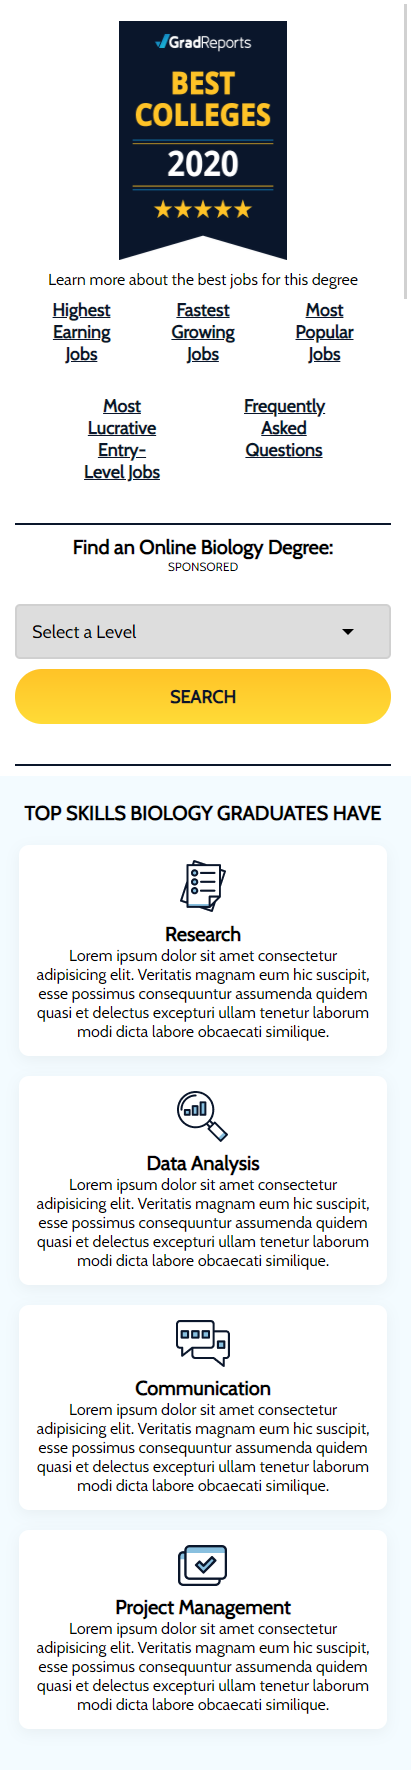 GradReports
BEST
COLLEGES
2020
Learn more about the best jobs for this degree
Highest
Earning
Jobs
Fastest
Growing
Jobs
Most
Popular
Jobs
Most
Lucrative
Entry-
Level Jobs
Frequently
Asked
Questions
Find an Online Biology Degree:
SPONSORED
Select a Level
SEARCH
TOP SKILLS BIOLOGY GRADUATES HAVE
Research
Lorem ipsum dolor sit amet consectetur
adipisicing elit. Veritatis magnam eum hic suscipit,
esse possimus consequuntur assumenda quidem
quasi et delectus excepturi ullam tenetur laborum
modi dicta labore obcaecati similique.
Data Analysis
Lorem ipsum dolor sit amet consectetur
adipisicing elit. Veritatis magnam eum hic suscipit,
esse possimus consequuntur assumenda quidem
quasi et delectus excepturi ullam tenetur laborum
modi dicta labore obcaecati similique.
Communication
Lorem ipsum dolor sit amet consectetur
adipisicing elit. Veritatis magnam eum hic suscipit,
esse possimus consequuntur assumenda quidem
quasi et delectus excepturi ullam tenetur laborum
modi dicta labore obcaecati similique.
Project Management
Lorem ipsum dolor sit amet consectetur
adipisicing elit. Veritatis magnam eum hic suscipit,
esse possimus consequuntur assumenda quidem
quasi et delectus excepturi ullam tenetur laborum
modi dicta labore obcaecati similique.